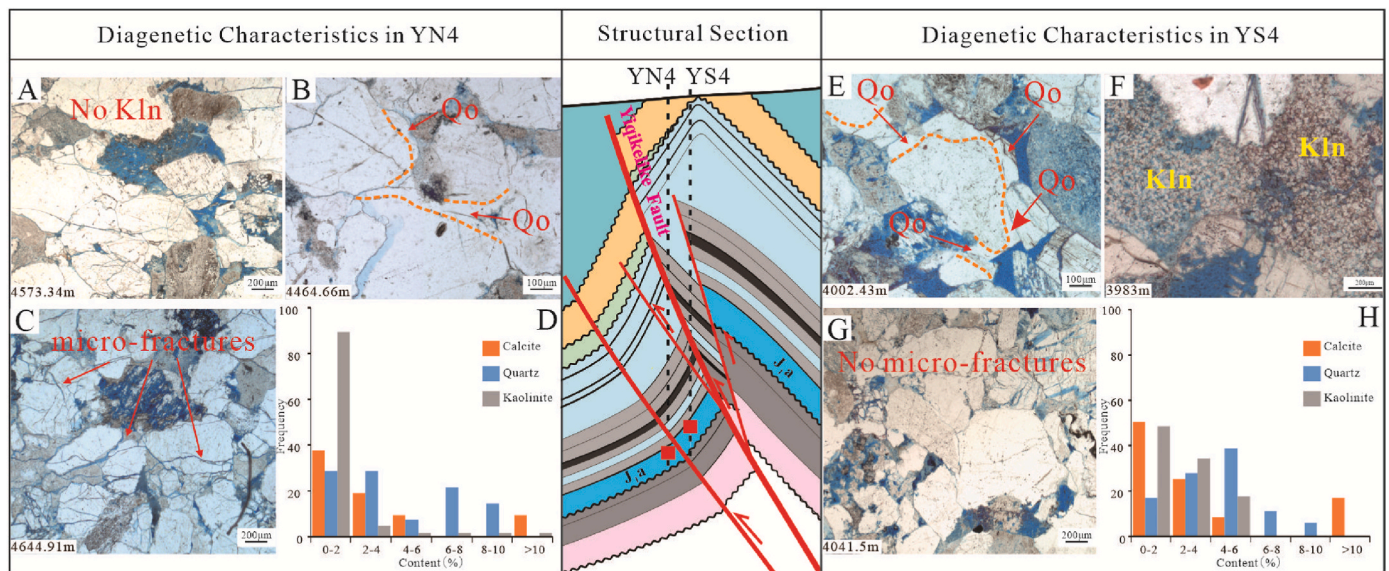 Diagenetic Characteristics in YN4
Structural Section
Diagenetic Characteristics in YS4
A
No Kln
4573.34m
200μm
B
Qo
Qo
4464.66m
100μm
C
micro-fractures
4644.91m
200μm
D
Frequency
100
80
60
40
20
0
Calcite
Quartz
Kaolinite
0-2
2-4
4-6
6-8
8-10
>10
Content(%)
YN4
YS4
Yiqikelike Fault
J₁a
J₁a
E
Qo
Qo
Qo
Qo
4002.43m
100μm
F
Kln
Kln
3983m
200μm
G
No micro-fractures
4041.5m
200μm
H
Frequency
100
80
60
40
20
0
Calcite
Quartz
Kaolinite
0-2
2-4
4-6
6-8
8-10
>10
Content(%)